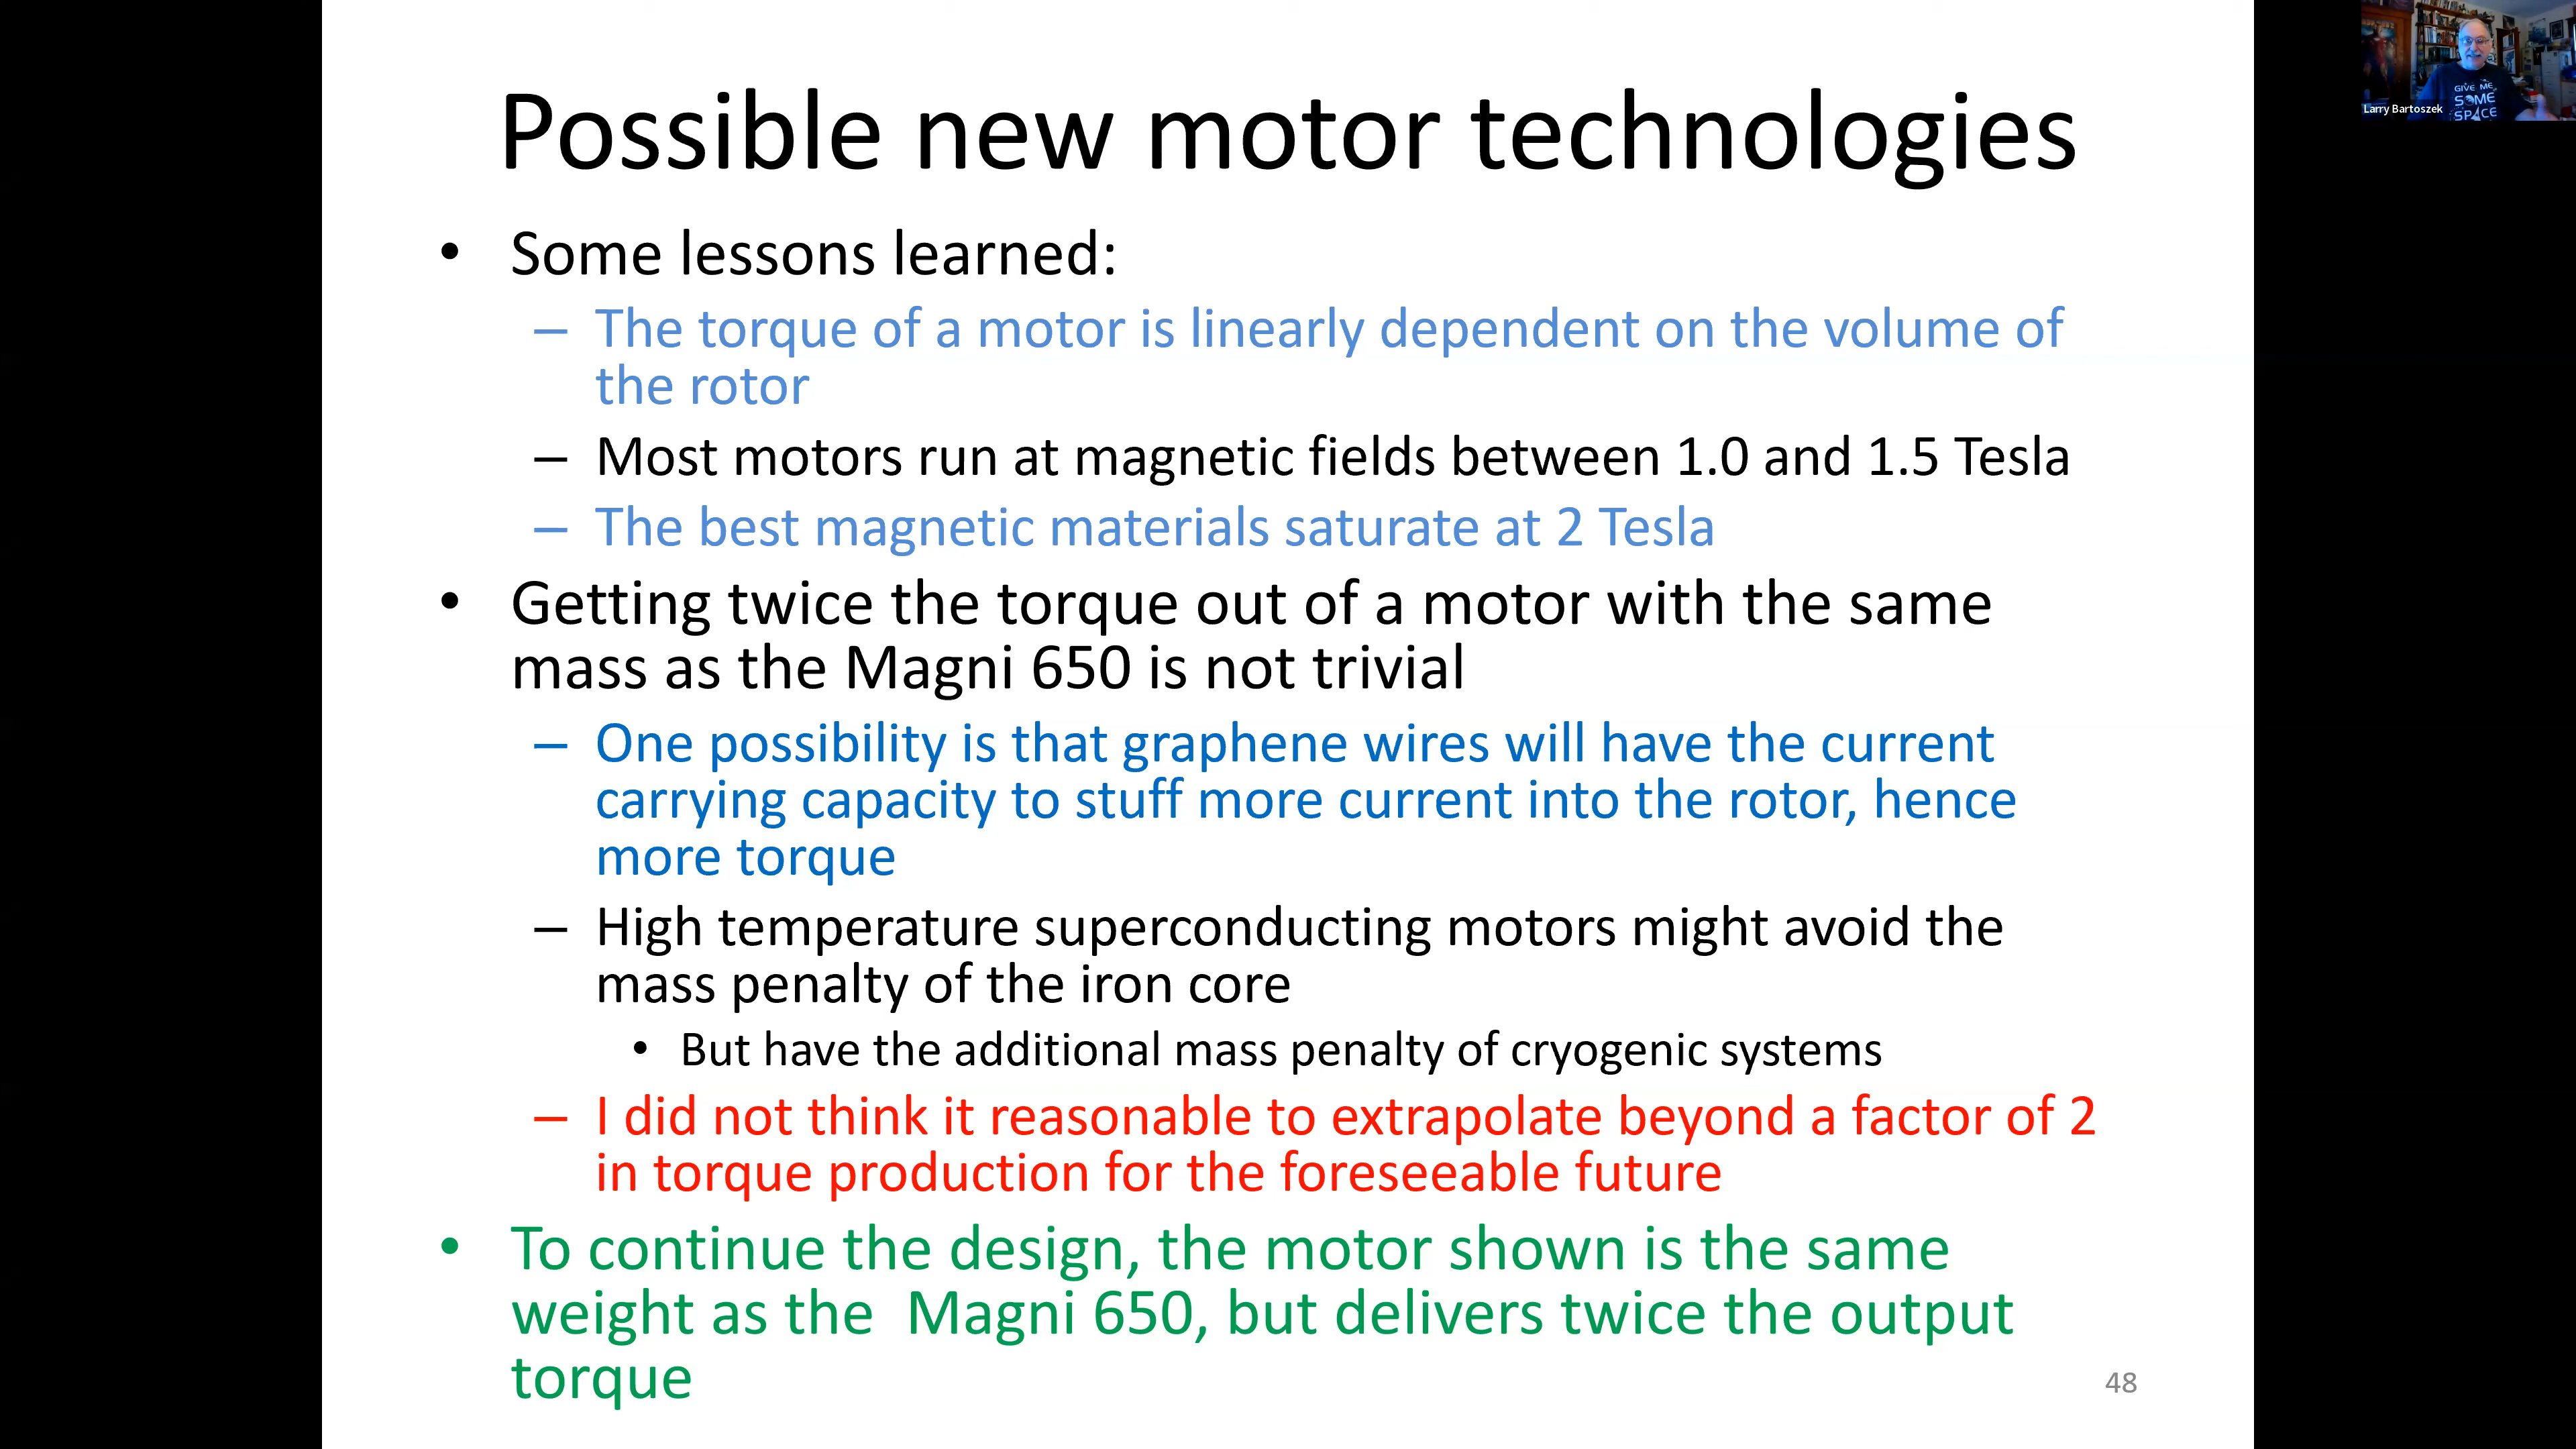 Possible new motor technologies
• Some lessons learned:
– The torque of a motor is linearly dependent on the volume of
the rotor
– Most motors run at magnetic fields between 1.0 and 1.5 Tesla
– The best magnetic materials saturate at 2 Tesla
• Getting twice the torque out of a motor with the same
mass as the Magni 650 is not trivial
– One possibility is that graphene wires will have the current
carrying capacity to stuff more current into the rotor, hence
more torque
– High temperature superconducting motors might avoid the
mass penalty of the iron core
• But have the additional mass penalty of cryogenic systems
– I did not think it reasonable to extrapolate beyond a factor of 2
in torque production for the foreseeable future
• To continue the design, the motor shown is the same
weight as the  Magni 650, but delivers twice the output
torque
48
GIVE ME
SOME
SPACE
Larry Bartoszek